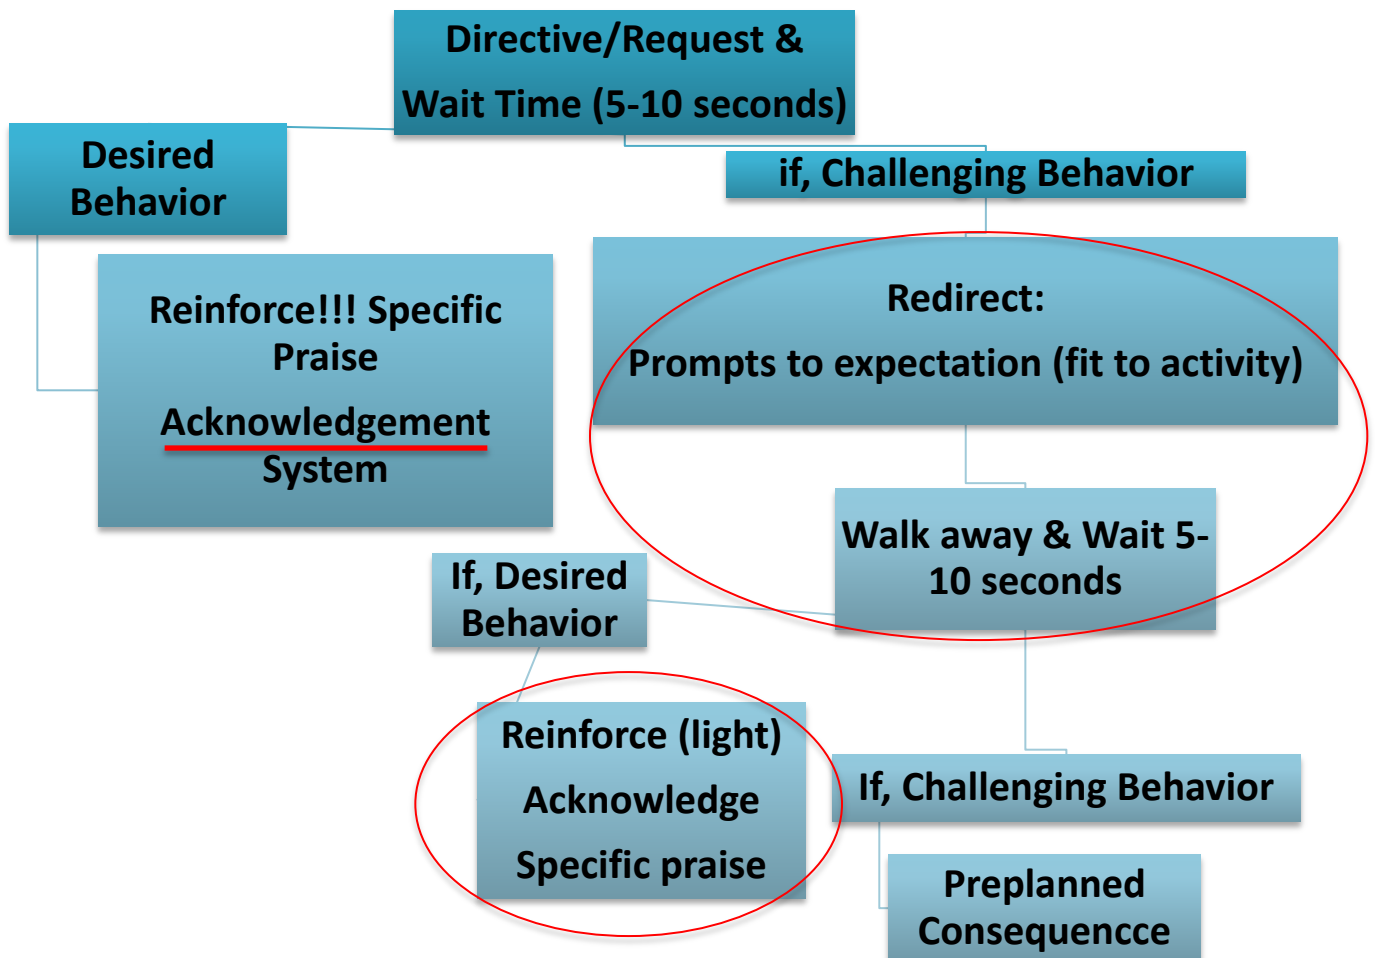 Directive/Request &
Wait Time (5-10 seconds)
Desired
Behavior
if, Challenging Behavior
Reinforce!!! Specific
Praise
Acknowledgement
System
Redirect:
Prompts to expectation (fit to activity)
Walk away & Wait 5-
10 seconds
If, Desired
Behavior
Reinforce (light)
Acknowledge
Specific praise
If, Challenging Behavior
Preplanned
Consequencce